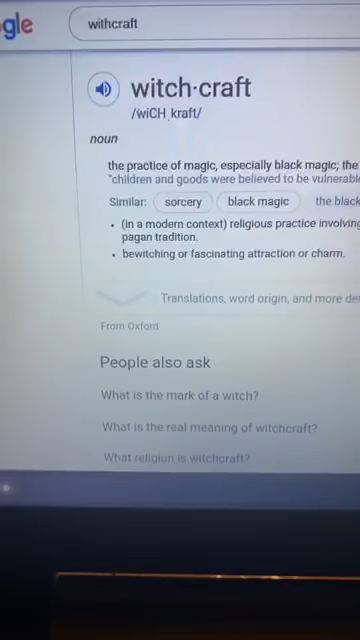 gle
withcraft
witch·craft
/ˈwiCHˌkraft/
noun
the practice of magic, especially black magic; the
"children and goods were believed to be vulnerabl
Similar: sorcery black magic the black
• (in a modern context) religious practice involving
pagan tradition.
• bewitching or fascinating attraction or charm.
Translations, word origin, and more de
From Oxford
People also ask
What is the mark of a witch?
What is the real meaning of witchcraft?
What religion is witchcraft?